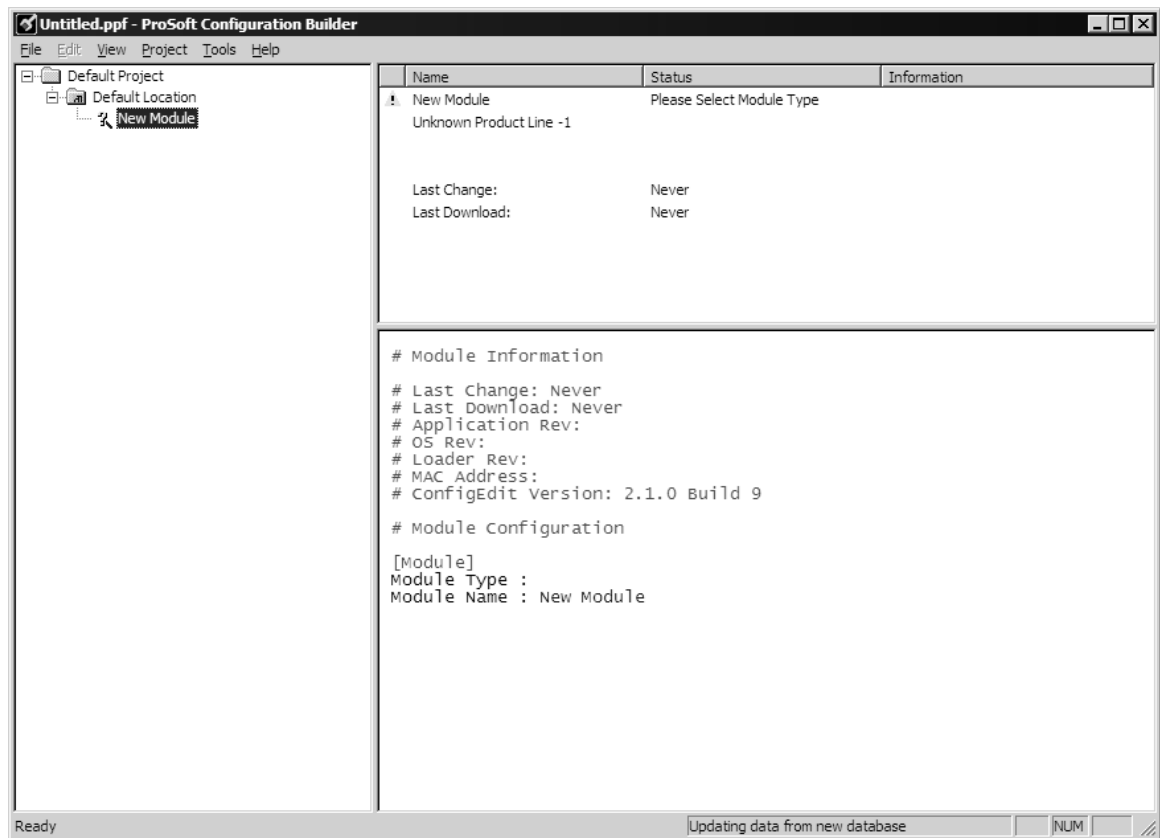 Untitled.ppf - ProSoft Configuration Builder
File Edit View Project Tools Help
Default Project
Default Location
New Module
Name Status Information
New Module Please Select Module Type
Unknown Product Line -1
Last Change: Never
Last Download: Never
# Module Information
# Last Change: Never
# Last Download: Never
# Application Rev:
# OS Rev:
# Loader Rev:
# MAC Address:
# ConfigEdit Version: 2.1.0 Build 9
# Module Configuration
[Module]
Module Type :
Module Name : New Module
Ready Updating data from new database NUM